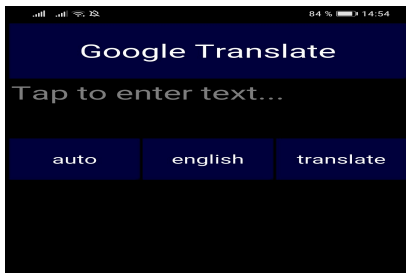 84 % 14:54
Google Translate
Tap to enter text...
auto english translate